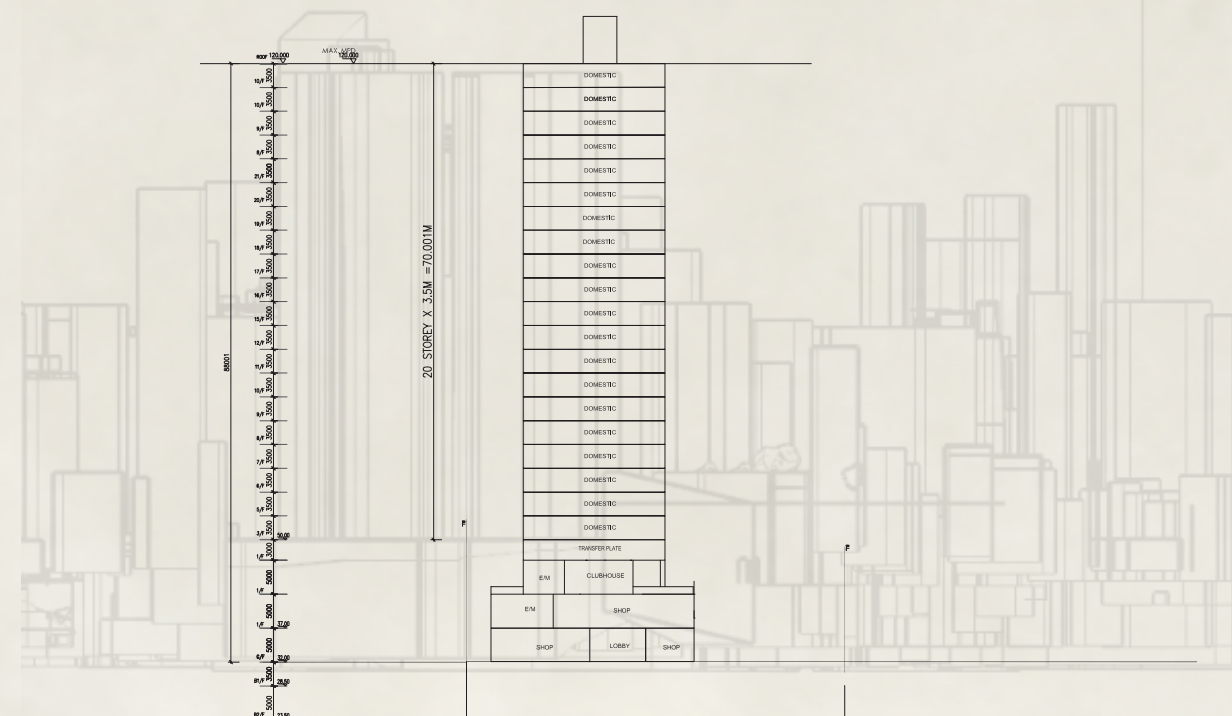 MAX. MPD
ROOF 120.000 120.000
3500 DOMESTIC
10/F
3500 DOMESTIC
10/F
3500 DOMESTIC
9/F
3500 DOMESTIC
8/F
3500 DOMESTIC
21/F
3500 DOMESTIC
20/F
3500 DOMESTIC
19/F
3500 DOMESTIC
18/F
3500 DOMESTIC
17/F
3500 DOMESTIC
16/F
3500 DOMESTIC
15/F
3500 DOMESTIC
12/F
3500 DOMESTIC
11/F
3500 DOMESTIC
10/F
3500 DOMESTIC
9/F
3500 DOMESTIC
8/F
3500 DOMESTIC
7/F
3500 DOMESTIC
6/F
3500 DOMESTIC
5/F
3500 DOMESTIC
3/F 50.00
88001
20 STOREY X 3.5M =70.001M
3000 TRANSFER PLATE
1/F
5000 E/M CLUBHOUSE
1/F
5000 E/M SHOP
1/F 37.00
5000 SHOP LOBBY SHOP
G/F 32.00
3500
B1/F 28.50
5000
B2/F 23.50